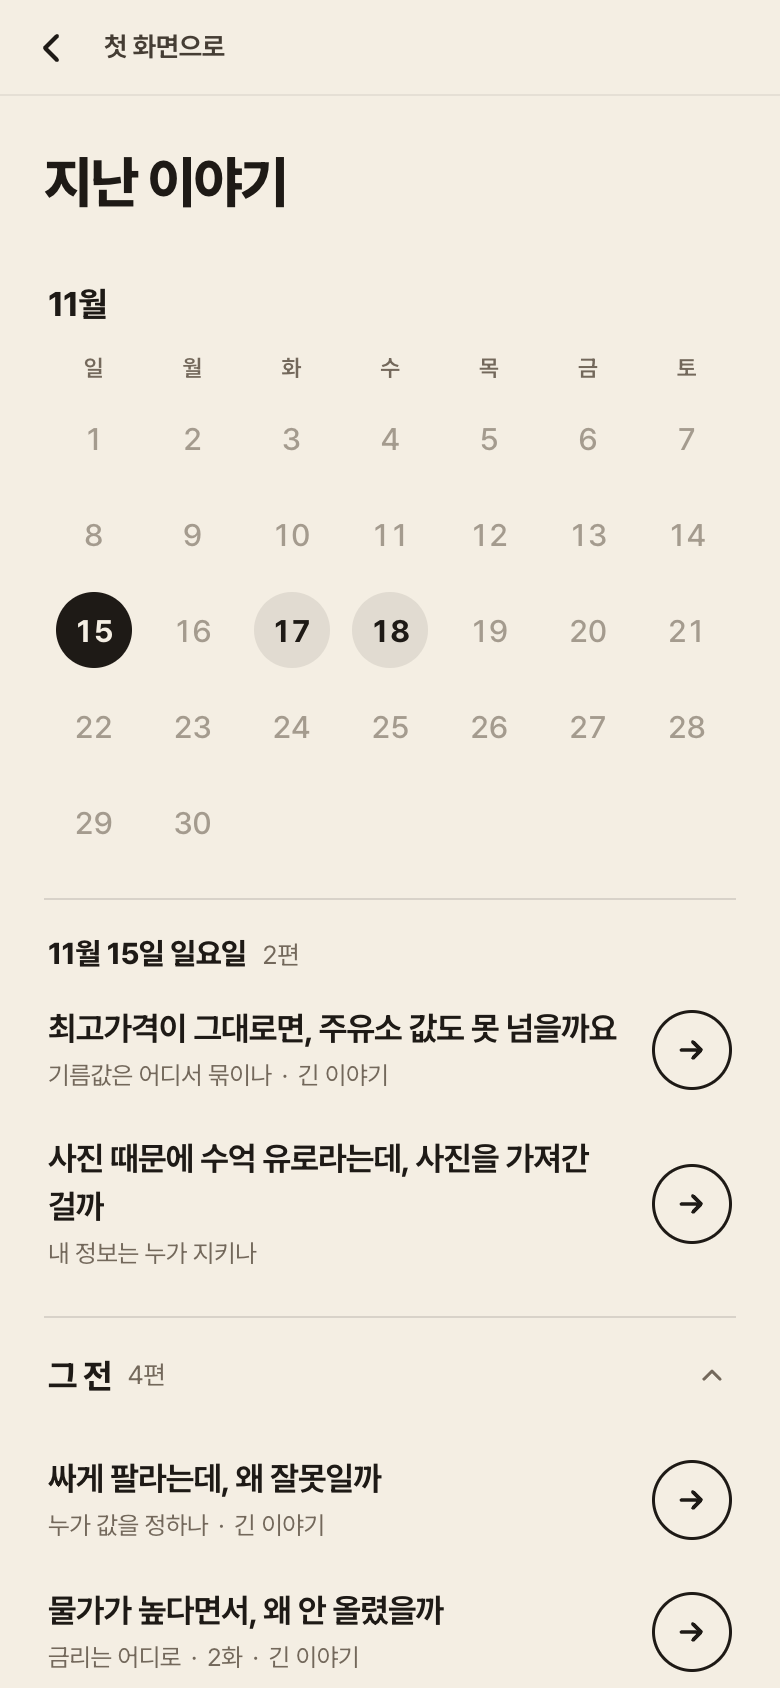 첫 화면으로
지난 이야기
11월
일 월 화 수 목 금 토
1 2 3 4 5 6 7
8 9 10 11 12 13 14
15 16 17 18 19 20 21
22 23 24 25 26 27 28
29 30
11월 15일 일요일 2편
최고가격이 그대로면, 주유소 값도 못 넘을까요
기름값은 어디서 묶이나 · 긴 이야기
사진 때문에 수억 유로라는데, 사진을 가져간
걸까
내 정보는 누가 지키나
그 전 4편
싸게 팔라는데, 왜 잘못일까
누가 값을 정하나 · 긴 이야기
물가가 높다면서, 왜 안 올렸을까
금리는 어디로 · 2화 · 긴 이야기